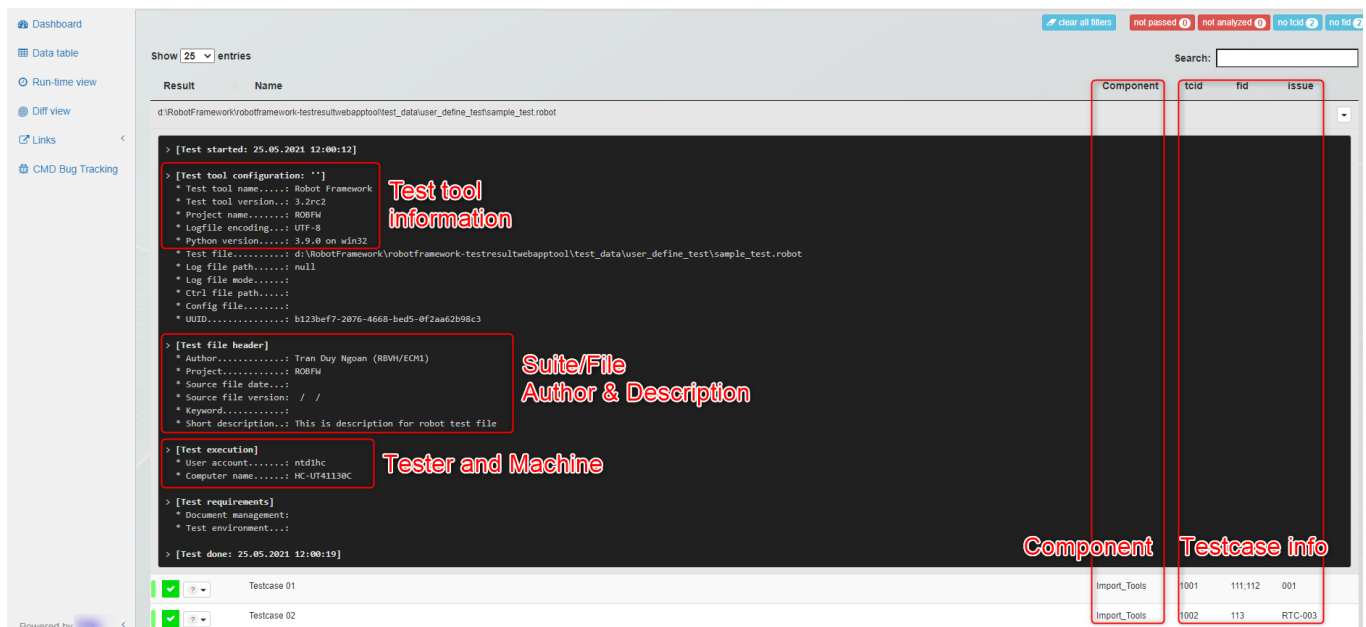 Dashboard
clear all filters not passed 0 not analyzed 0 no tcid 2 no fid 2
Data table
Show 25 entries
Search:
Run-time view
Result Name Component tcid fid issue
Diff view
d:\RobotFramework\robotframework-testresultwebapptool\test_data\user_define_test\sample_test.robot
Links
CMD Bug Tracking
> [Test started: 25.05.2021 12:00:12]
> [Test tool configuration: '']
* Test tool name.....: Robot Framework
* Test tool version..: 3.2rc2
* Project name.......: ROBFW
* Logfile encoding...: UTF-8
* Python version.....: 3.9.0 on win32
Test tool
information
* Test file..........: d:\RobotFramework\robotframework-testresultwebapptool\test_data\user_define_test\sample_test.robot
* Log file path......: null
* Log file mode......:
* Ctrl file path.....:
* Config file........:
* UUID...............: b123bef7-2076-4668-bed5-0f2aa62b98c3
> [Test file header]
* Author.............: Tran Duy Ngoan (RBVH/ECM1)
* Project............: ROBFW
* Source file date...:
* Source file version: / /
* Keyword............:
* Short description..: This is description for robot test file
Suite/File
Author & Description
> [Test execution]
* User account.......: ntd1hc
* Computer name......: HC-UT41130C
Tester and Machine
> [Test requirements]
* Document management:
* Test environment...:
> [Test done: 25.05.2021 12:00:19]
Component Testcase info
? Testcase 01 Import_Tools 1001 111;112 001
? Testcase 02 Import_Tools 1002 113 RTC-003
Powered by